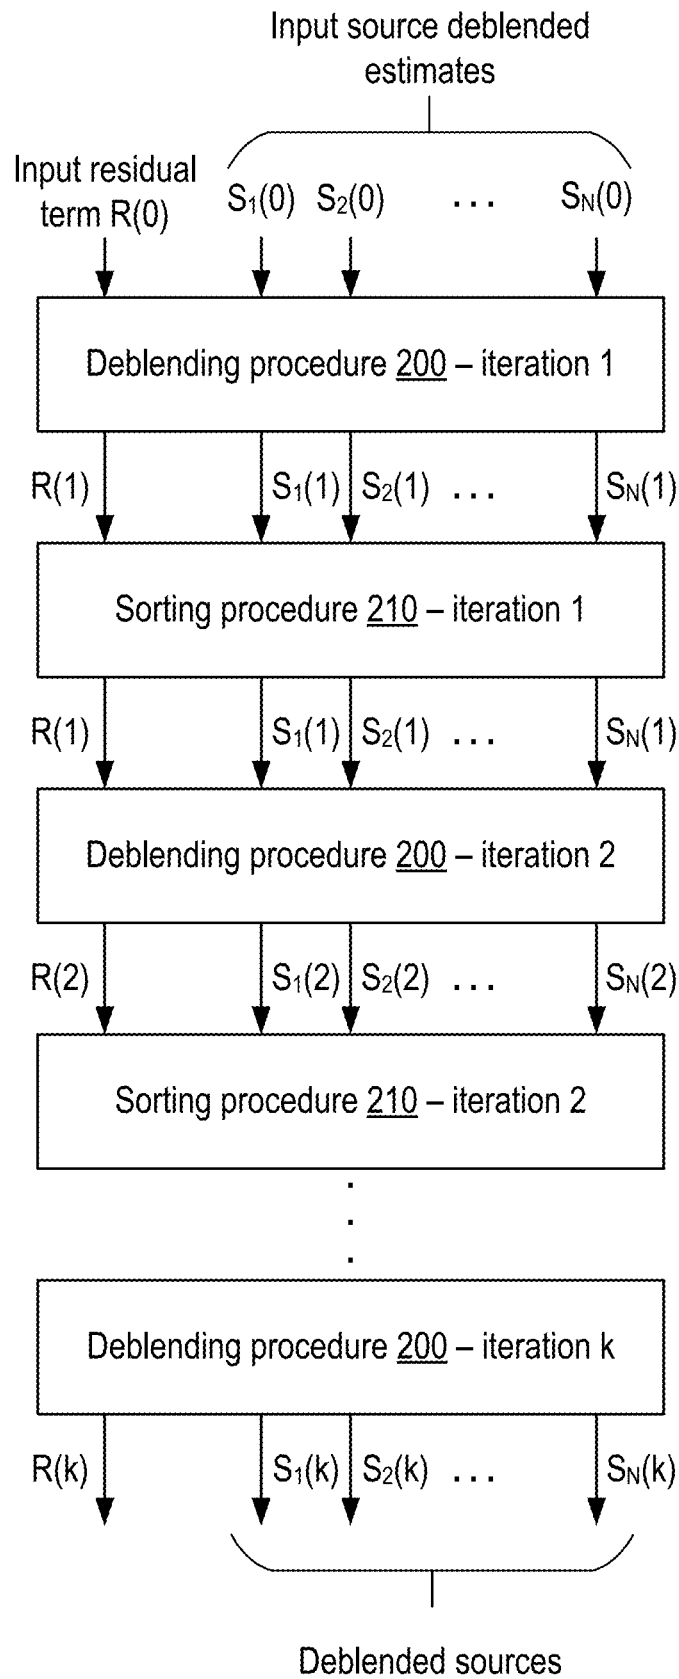 Input source deblended
estimates
Input residual
term R(0)
S₁(0) S₂(0) . . . Sₙ(0)
Deblending procedure 200 – iteration 1
R(1) S₁(1) S₂(1) . . . Sₙ(1)
Sorting procedure 210 – iteration 1
R(1) S₁(1) S₂(1) . . . Sₙ(1)
Deblending procedure 200 – iteration 2
R(2) S₁(2) S₂(2) . . . Sₙ(2)
Sorting procedure 210 – iteration 2
. . .
Deblending procedure 200 – iteration k
R(k) S₁(k) S₂(k) . . . Sₙ(k)
Deblended sources